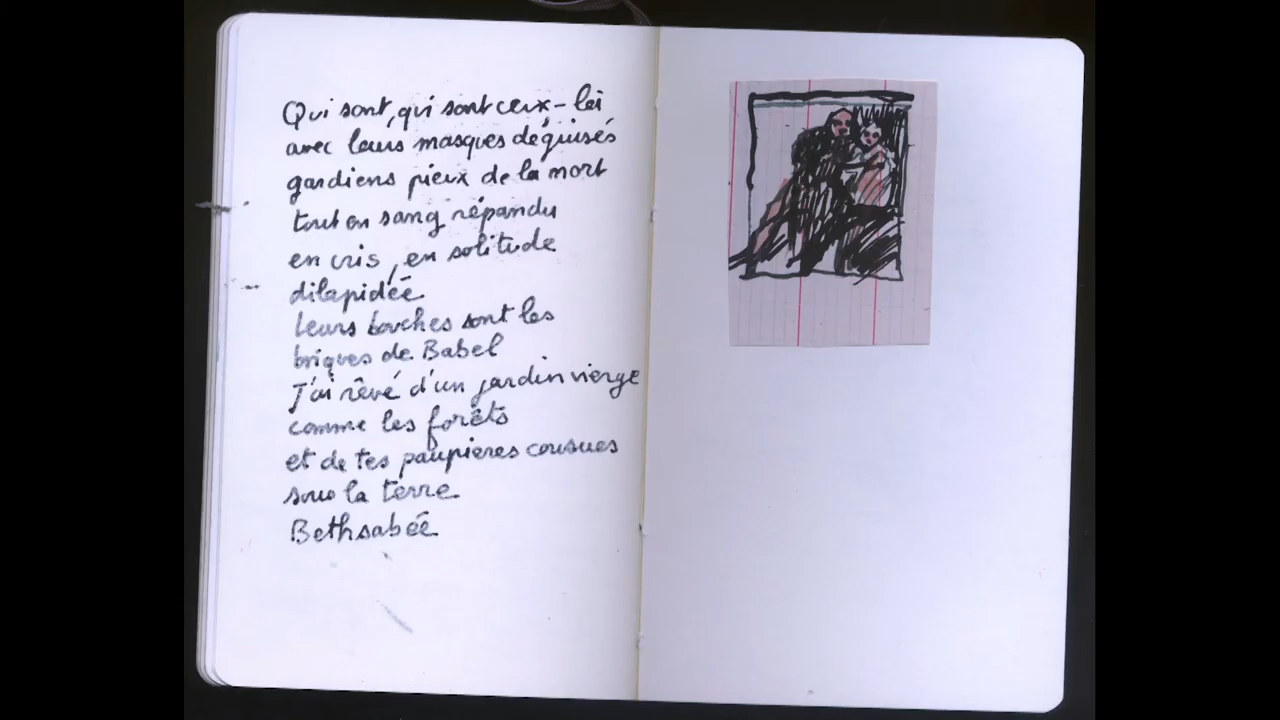 Qui sont, qui sont ceux-là
avec leurs masques déguisés
gardiens pieux de la mort
tout en sang répandu
en cris, en solitude
dilapidée
leurs bouches sont les
briques de Babel
J'ai rêvé d'un jardin vierge
comme les forêts
et de tes paupières cousues
sous la terre
Bethsabée